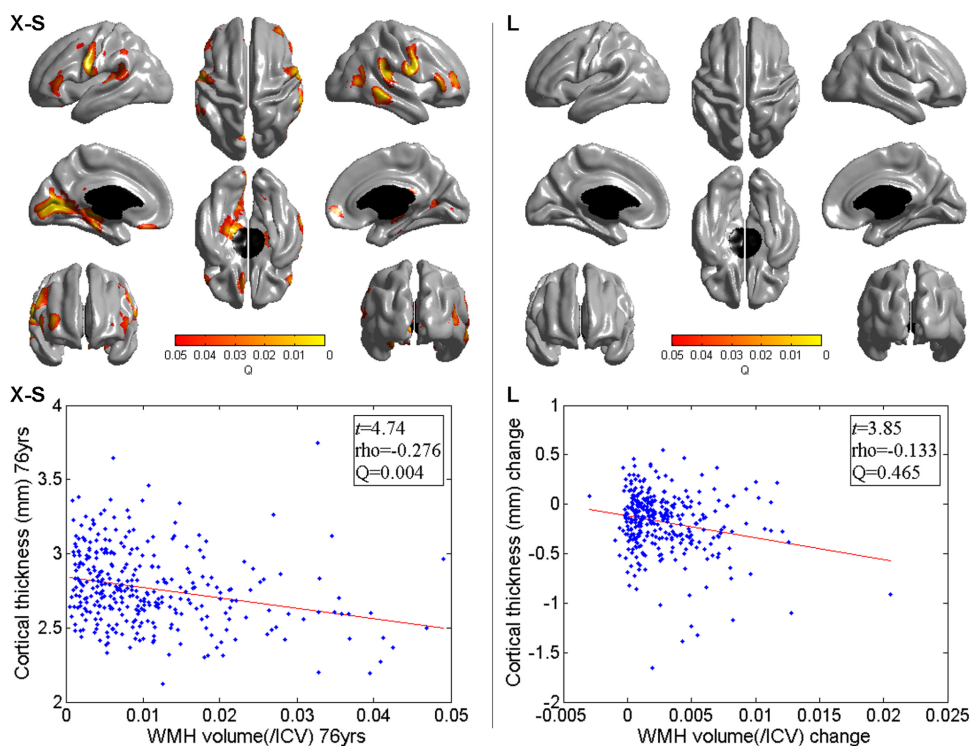 X-S
L
0.05 0.04 0.03 0.02 0.01 0
Q
0.05 0.04 0.03 0.02 0.01 0
Q
X-S
4
3.5
3
2.5
2
Cortical thickness (mm) 76yrs
t=4.74
rho=-0.276
Q=0.004
0 0.01 0.02 0.03 0.04 0.05
WMH volume(/ICV) 76yrs
L
1
0.5
0
-0.5
-1
-1.5
-2
Cortical thickness (mm) change
t=3.85
rho=-0.133
Q=0.465
-0.005 0 0.005 0.01 0.015 0.02 0.025
WMH volume(/ICV) change